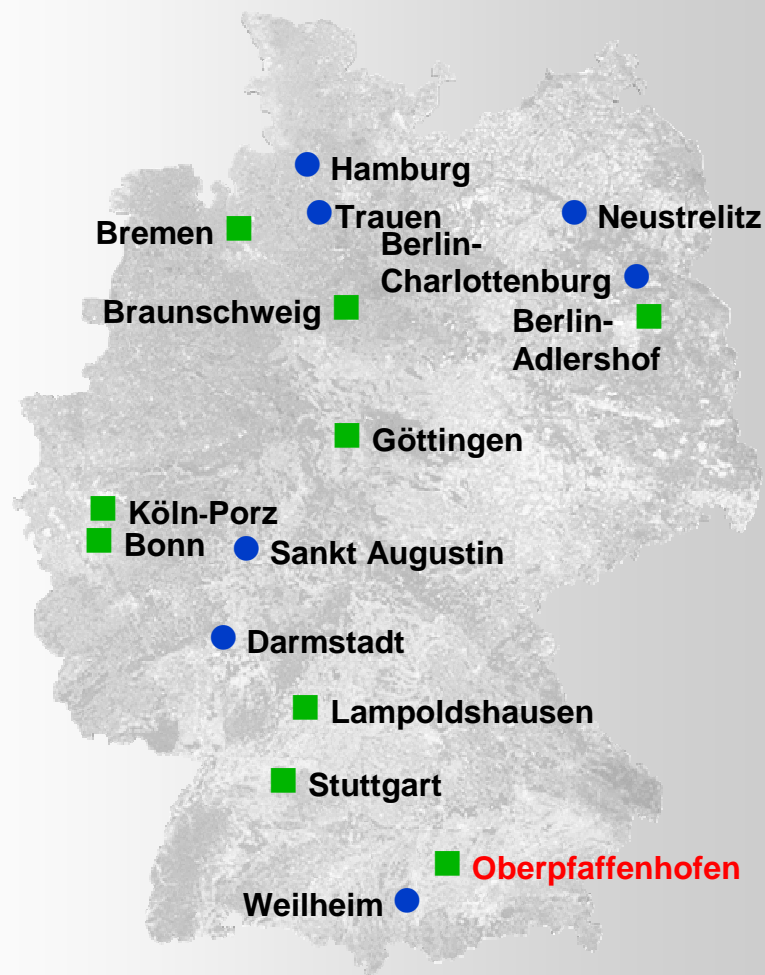 Hamburg
Trauen
Neustrelitz
Bremen
Berlin-
Charlottenburg
Braunschweig
Berlin-
Adlershof
Göttingen
Köln-Porz
Bonn
Sankt Augustin
Darmstadt
Lampoldshausen
Stuttgart
Oberpfaffenhofen
Weilheim